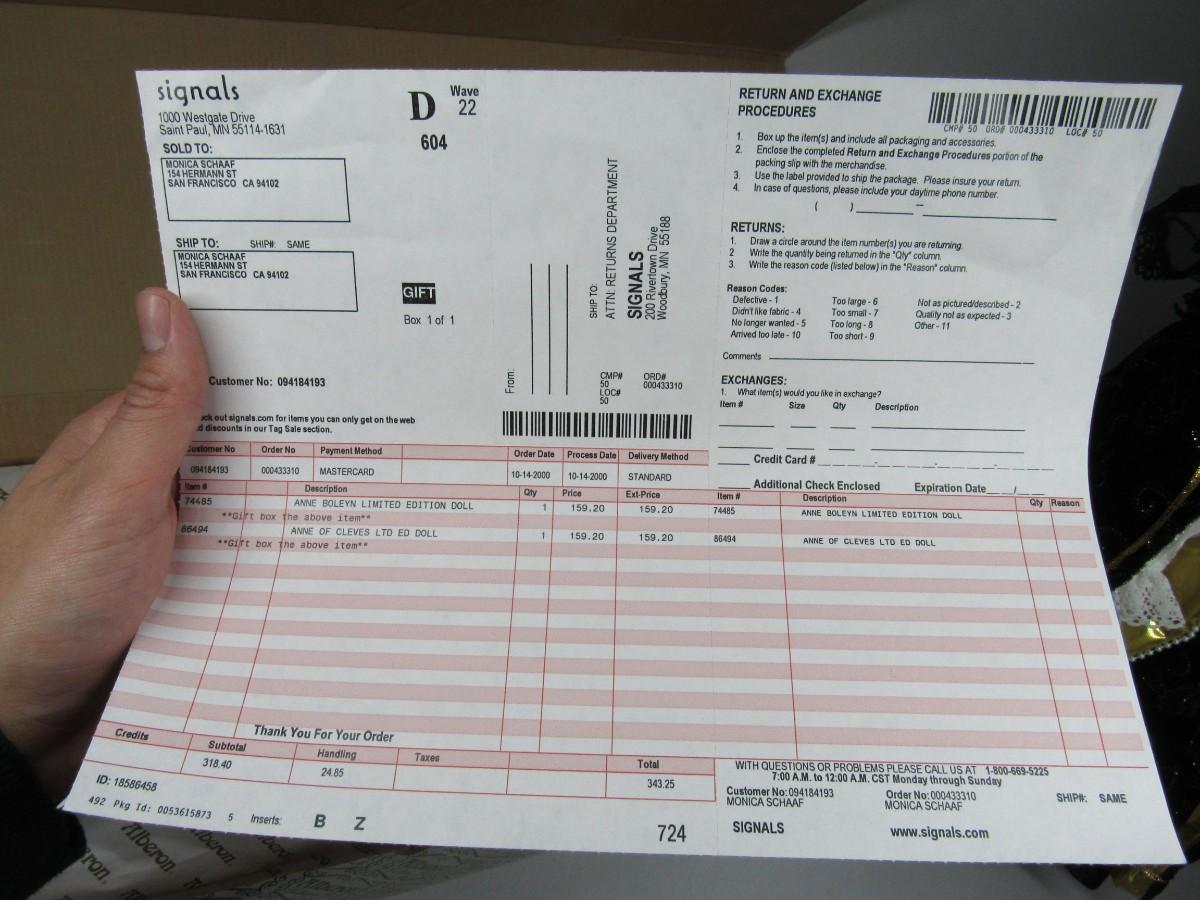 signals
1000 Westgate Drive
Saint Paul, MN 55114-1631
D
Wave
22
604
SOLD TO:
MONICA SCHAAF
154 HERMANN ST
SAN FRANCISCO CA 94102
SHIP TO: SHIP#: SAME
MONICA SCHAAF
154 HERMANN ST
SAN FRANCISCO CA 94102
GIFT
Box 1 of 1
Customer No: 094184193
ck out signals.com for items you can only get on the web
d discounts in our Tag Sale section.
From:
SHIP TO:
ATTN: RETURNS DEPARTMENT
SIGNALS
200 Rivertown Drive
Woodbury, MN 55188
CMP# ORD#
50 000433310
LOC#
50
RETURN AND EXCHANGE
PROCEDURES
CMP# 50 ORD# 000433310 LOC# 50
1. Box up the item(s) and include all packaging and accessories.
2. Enclose the completed Return and Exchange Procedures portion of the
packing slip with the merchandise.
3. Use the label provided to ship the package. Please insure your return.
4. In case of questions, please include your daytime phone number.
( ) –
RETURNS:
1. Draw a circle around the item number(s) you are returning.
2 Write the quantity being returned in the "Qty" column.
3. Write the reason code (listed below) in the "Reason" column.
Reason Codes:
Defective - 1 Too large - 6 Not as pictured/described - 2
Didn't like fabric - 4 Too small - 7 Quality not as expected - 3
No longer wanted - 5 Too long - 8 Other - 11
Arrived too late - 10 Too short - 9
Comments
EXCHANGES:
1. What item(s) would you like in exchange?
Item # Size Qty Description
Credit Card #
Additional Check Enclosed Expiration Date / 
Customer No Order No Payment Method Order Date Process Date Delivery Method
094184193 000433310 MASTERCARD 10-14-2000 10-14-2000 STANDARD
Item # Description Qty Price Ext-Price Item # Description Qty Reason
74485 ANNE BOLEYN LIMITED EDITION DOLL 1 159.20 159.20 74485 ANNE BOLEYN LIMITED EDITION DOLL
**Gift box the above item**
86494 ANNE OF CLEVES LTD ED DOLL 1 159.20 159.20 86494 ANNE OF CLEVES LTD ED DOLL
**Gift box the above item**
Thank You For Your Order
Credits Subtotal Handling Taxes Total
318.40 24.85 343.25
ID: 18586458
492 Pkg Id: 0053615873 5 Inserts: B Z
724
WITH QUESTIONS OR PROBLEMS PLEASE CALL US AT 1-800-669-5225
7:00 A.M. to 12:00 A.M. CST Monday through Sunday
Customer No:094184193 Order No:000433310 SHIP#: SAME
MONICA SCHAAF MONICA SCHAAF
SIGNALS www.signals.com
Alberon.